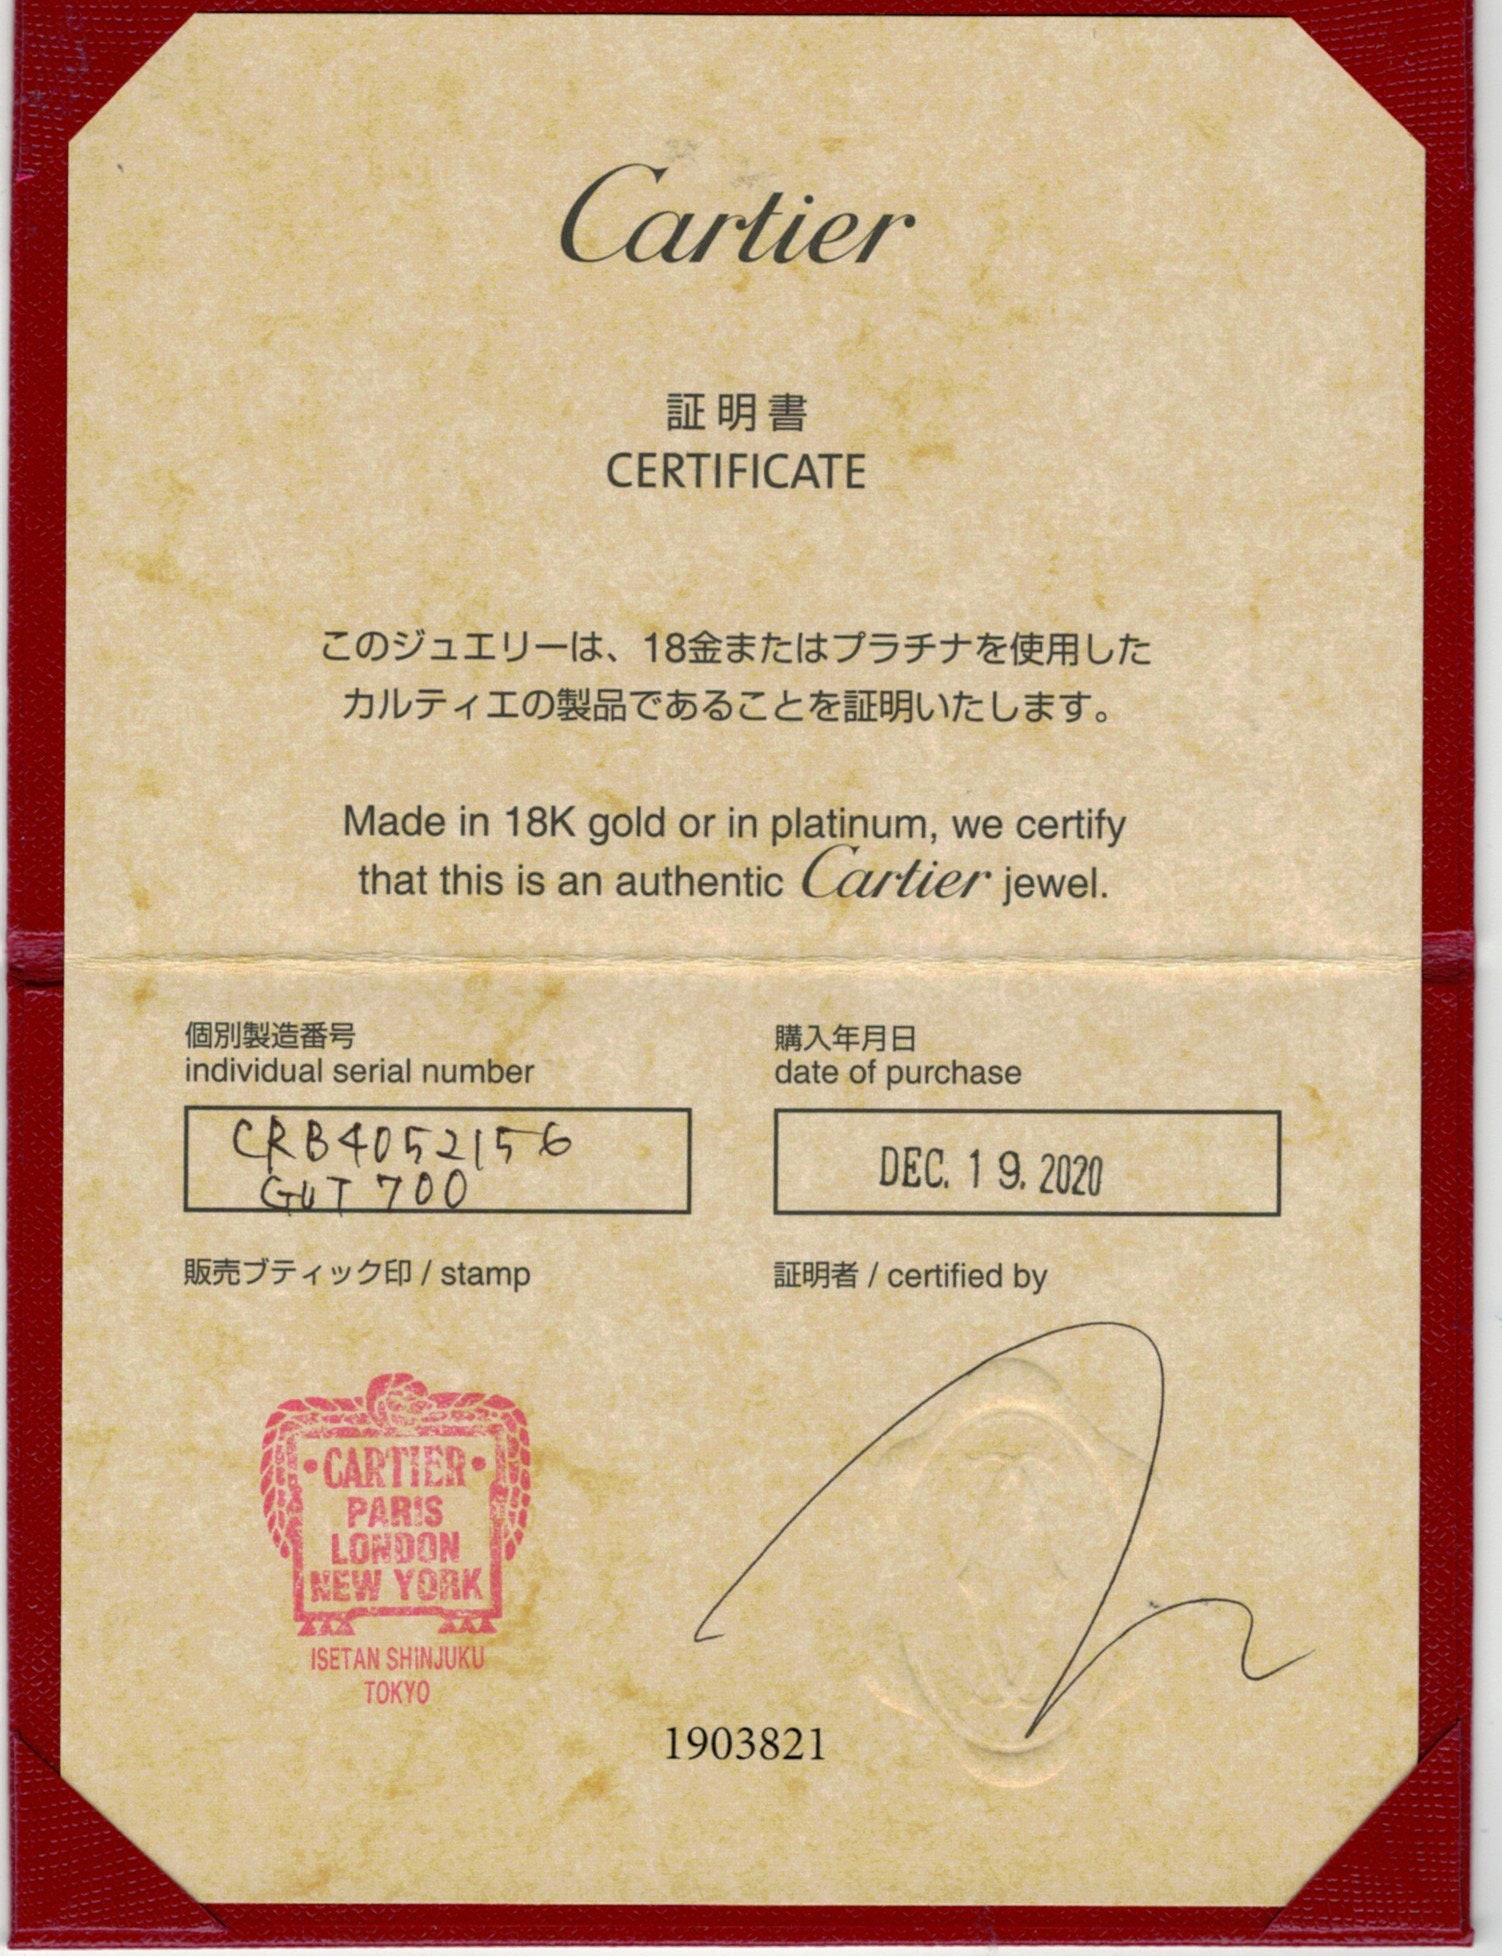 Cartier
証明書
CERTIFICATE
このジュエリーは、18金またはプラチナを使用した
カルティエの製品であることを証明いたします。
Made in 18K gold or in platinum, we certify
that this is an authentic Cartier jewel.
個別製造番号
individual serial number
CRB4052156
GUT 700
購入年月日
date of purchase
DEC. 19. 2020
販売ブティック印 / stamp
•CARTIER•
PARIS
LONDON
NEW YORK
ISETAN SHINJUKU
TOKYO
証明者 / certified by
1903821